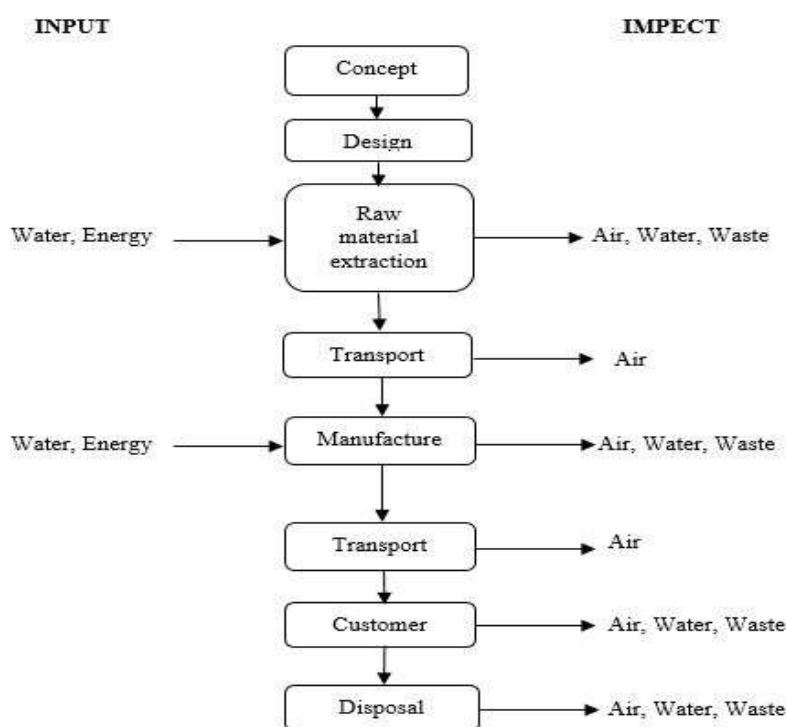 INPUT
IMPECT
Concept
Design
Raw
material
extraction
Water, Energy
Air, Water, Waste
Transport
Air
Water, Energy
Manufacture
Air, Water, Waste
Transport
Air
Customer
Air, Water, Waste
Disposal
Air, Water, Waste